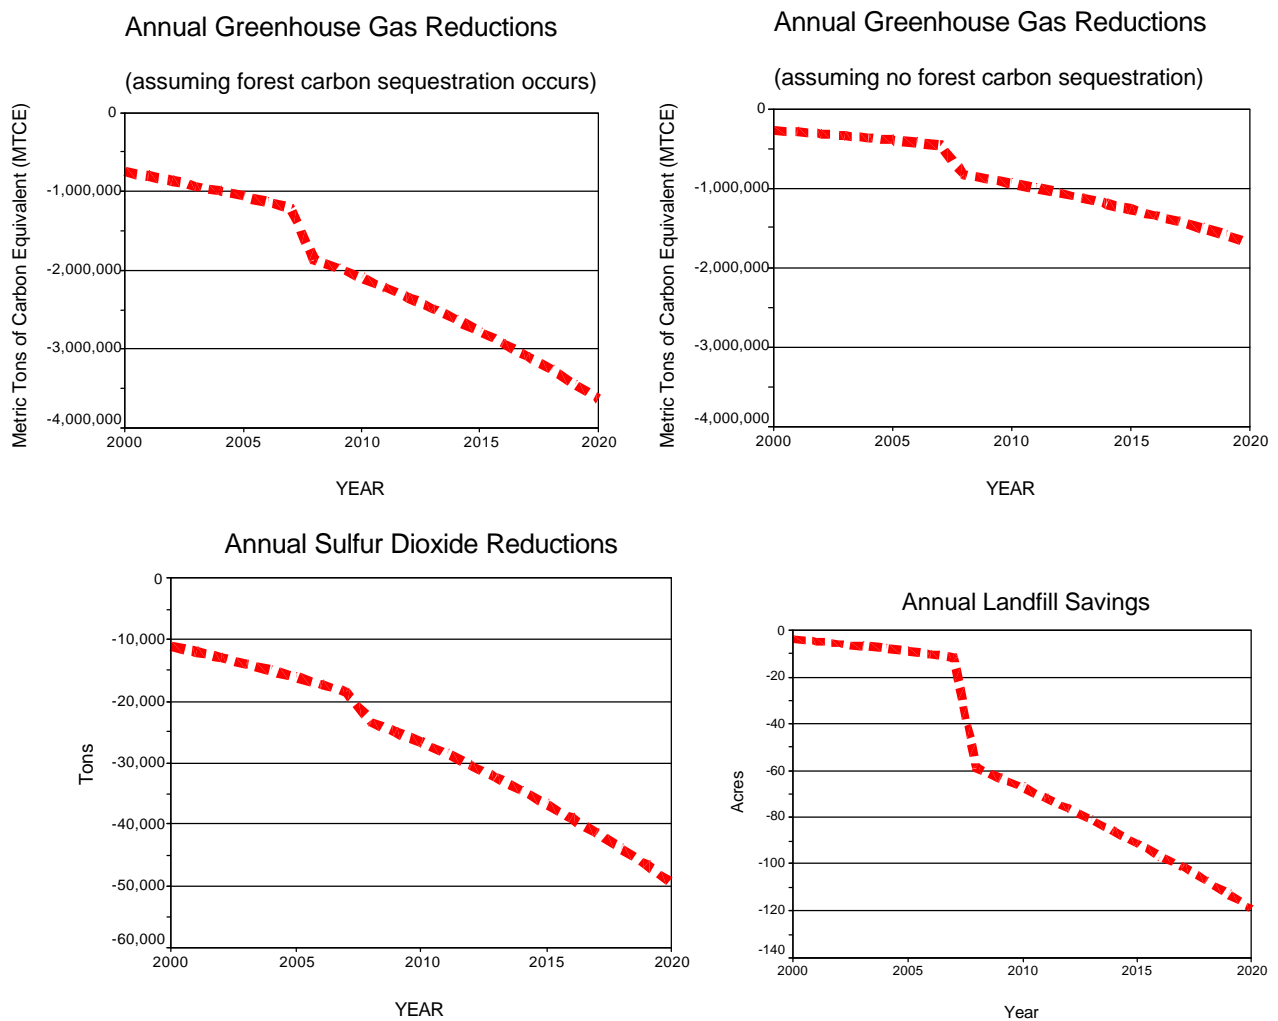 Annual Greenhouse Gas Reductions
(assuming forest carbon sequestration occurs)
Metric Tons of Carbon Equivalent (MTCE)
0
-1,000,000
-2,000,000
-3,000,000
-4,000,000
2000 2005 2010 2015 2020
YEAR
Annual Greenhouse Gas Reductions
(assuming no forest carbon sequestration)
Metric Tons of Carbon Equivalent (MTCE)
0
-1,000,000
-2,000,000
-3,000,000
-4,000,000
2000 2005 2010 2015 2020
YEAR
Annual Sulfur Dioxide Reductions
Tons
0
-10,000
-20,000
-30,000
-40,000
-50,000
-60,000
2000 2005 2010 2015 2020
YEAR
Annual Landfill Savings
Acres
0
-20
-40
-60
-80
-100
-120
-140
2000 2005 2010 2015 2020
Year